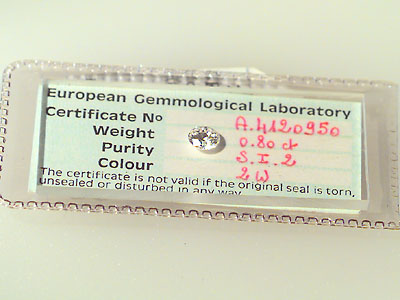 European Gemmological Laboratory
Certificate Nº A.4120950
Weight 0.80 ct
Purity S.I.2
Colour 2W
The certificate is not valid if the original seal is torn,
unsealed or disturbed in any way.